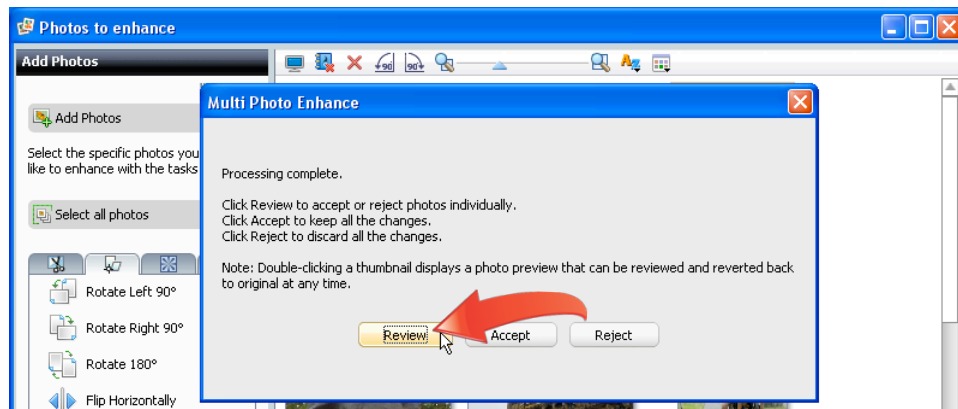 Photos to enhance
Add Photos
+90
90+
Multi Photo Enhance
Add Photos
Select the specific photos you
like to enhance with the tasks
Select all photos
Processing complete.
Click Review to accept or reject photos individually.
Click Accept to keep all the changes.
Click Reject to discard all the changes.
Note: Double-clicking a thumbnail displays a photo preview that can be reviewed and reverted back
to original at any time.
Review Accept Reject
Rotate Left 90°
Rotate Right 90°
Rotate 180°
Flip Horizontally